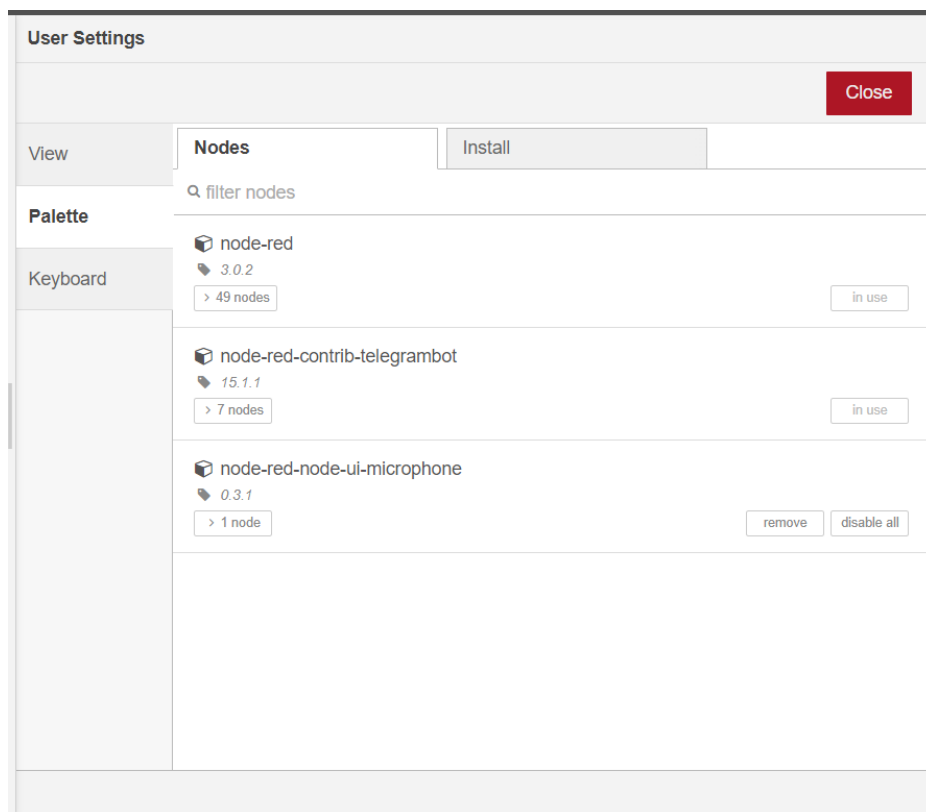 User Settings
Close
View
Palette
Keyboard
Nodes
Install
filter nodes
node-red
3.0.2
> 49 nodes
in use
node-red-contrib-telegrambot
15.1.1
> 7 nodes
in use
node-red-node-ui-microphone
0.3.1
> 1 node
remove
disable all